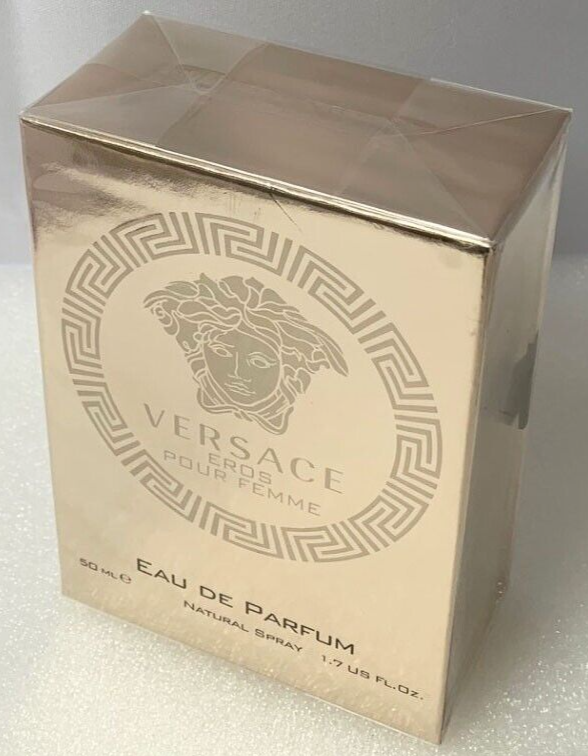 VERSACE
EROS
POUR FEMME
50 ML e EAU DE PARFUM
NATURAL SPRAY 1.7 US FL.OZ.